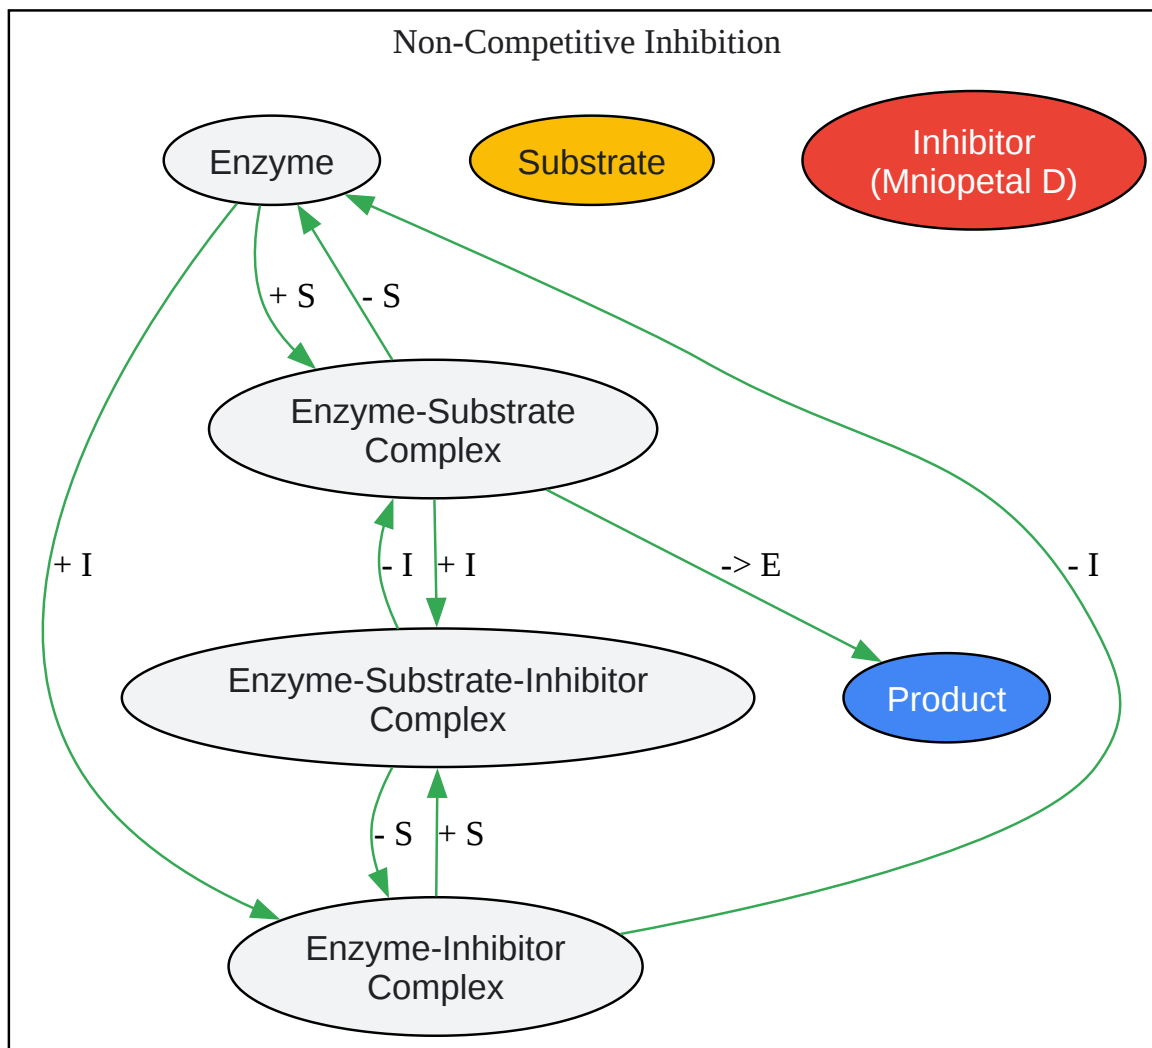 Non-Competitive Inhibition
Enzyme
Substrate
Inhibitor
(Mniopetal D)
+ S
- S
Enzyme-Substrate
Complex
+ I
- I
+ I
-> E
- I
Enzyme-Substrate-Inhibitor
Complex
Product
- S
+ S
Enzyme-Inhibitor
Complex